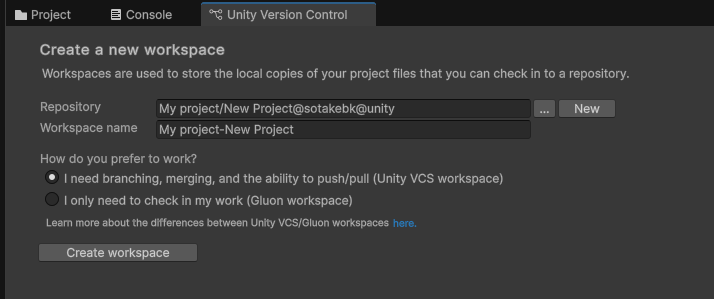 Project Console Unity Version Control
Create a new workspace
Workspaces are used to store the local copies of your project files that you can check in to a repository.
Repository My project/New Project@sotakebk@unity ... New
Workspace name My project-New Project
How do you prefer to work?
I need branching, merging, and the ability to push/pull (Unity VCS workspace)
I only need to check in my work (Gluon workspace)
Learn more about the differences between Unity VCS/Gluon workspaces here.
Create workspace